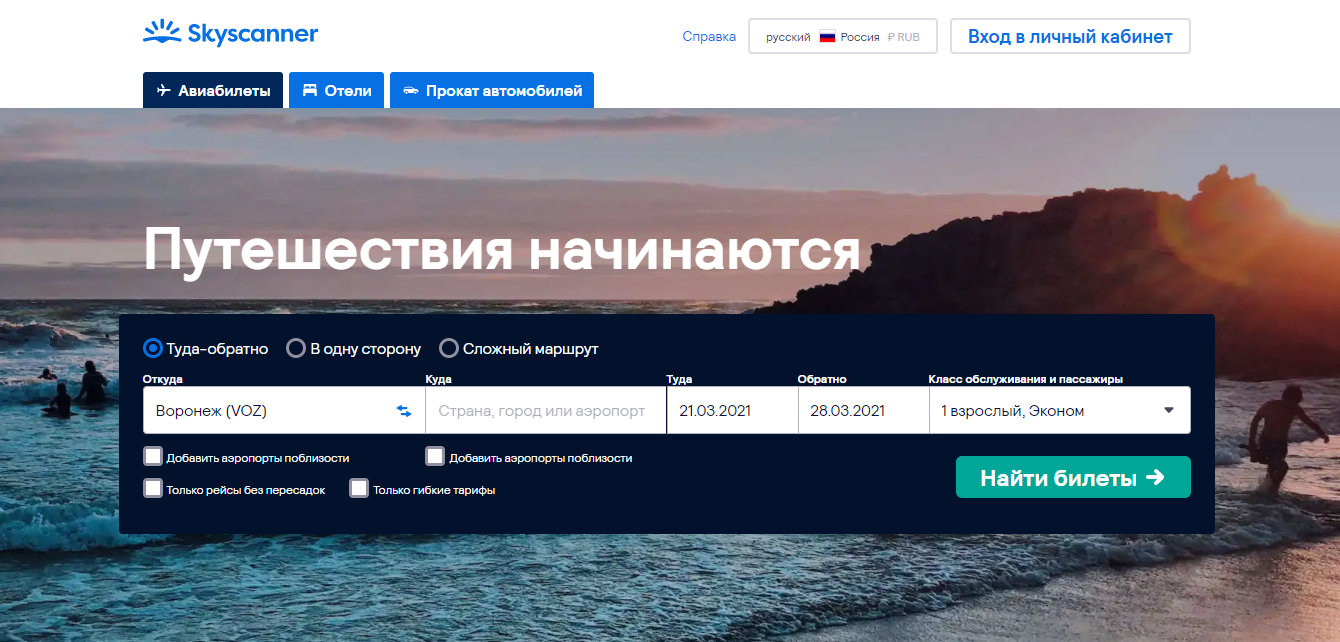 Skyscanner
Справка
русский Россия ₽ RUB
Вход в личный кабинет
Авиабилеты
Отели
Прокат автомобилей
Путешествия начинаются
Туда-обратно
В одну сторону
Сложный маршрут
Откуда
Куда
Туда
Обратно
Класс обслуживания и пассажиры
Воронеж (VOZ)
Страна, город или аэропорт
21.03.2021
28.03.2021
1 взрослый, Эконом
Добавить аэропорты поблизости
Добавить аэропорты поблизости
Только рейсы без пересадок
Только гибкие тарифы
Найти билеты